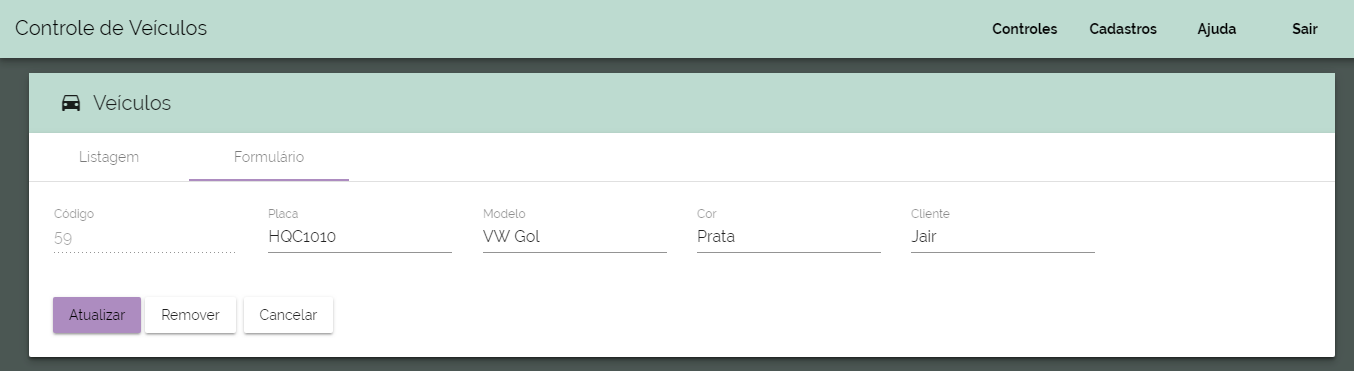 Controle de Veículos Controles Cadastros Ajuda Sair
Veículos
Listagem Formulário
Código Placa Modelo Cor Cliente
59 HQC1010 VW Gol Prata Jair
Atualizar Remover Cancelar